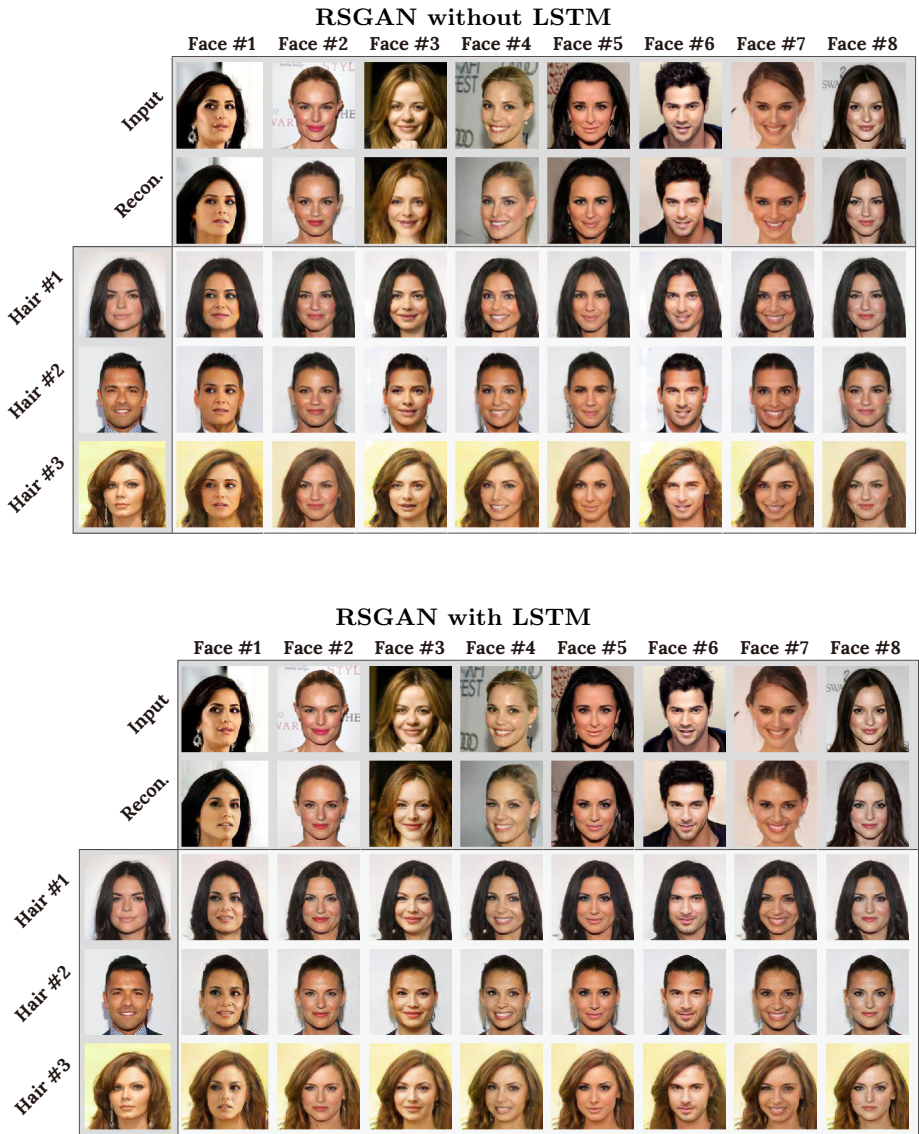 RSGAN without LSTM
Face #1 Face #2 Face #3 Face #4 Face #5 Face #6 Face #7 Face #8
Input
Recon.
Hair #1
Hair #2
Hair #3
RSGAN with LSTM
Face #1 Face #2 Face #3 Face #4 Face #5 Face #6 Face #7 Face #8
Input
Recon.
Hair #1
Hair #2
Hair #3